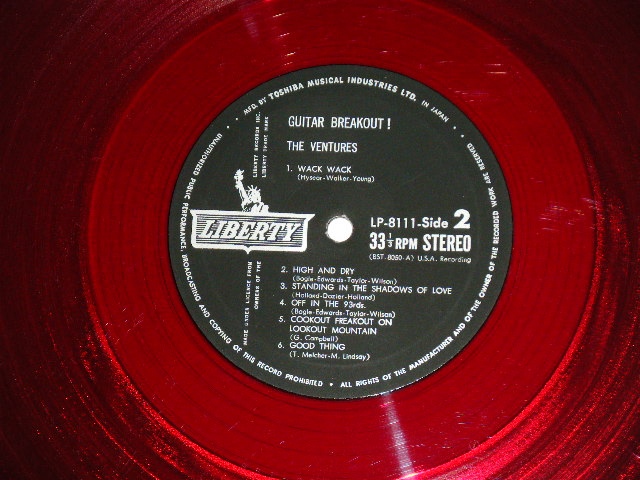 MFD. BY TOSHIBA MUSICAL INDUSTRIES LTD. IN JAPAN
UNAUTHORIZED PUBLIC PERFORMANCE, BROADCASTING AND COPYING OF THIS RECORD PROHIBITED • ALL RIGHTS OF THE MANUFACTURER AND OF THE OWNER OF THE RECORDED WORK ARE RESERVED
LIBERTY RECORDS INC.
LIBERTY TRADE MARK
MADE UNDER LICENCE FROM
OWNERS OF THE
GUITAR BREAKOUT!
THE VENTURES
1. WACK WACK
(Hysear-Walker-Young)
LIBERTY
LP-8111-Side 2
33⅓RPM STEREO
(BST-8050-A) U.S.A. Recording
2. HIGH AND DRY
(Bogle-Edwards-Taylor-Wilson)
3. STANDING IN THE SHADOWS OF LOVE
(Holland-Dozier-Holland)
4. OFF IN THE 93rds.
(Bogle-Edwards-Taylor-Wilson)
5. COOKOUT FREAKOUT ON
LOOKOUT MOUNTAIN
(G. Campbell)
6. GOOD THING
(T. Melcher-M. Lindsay)